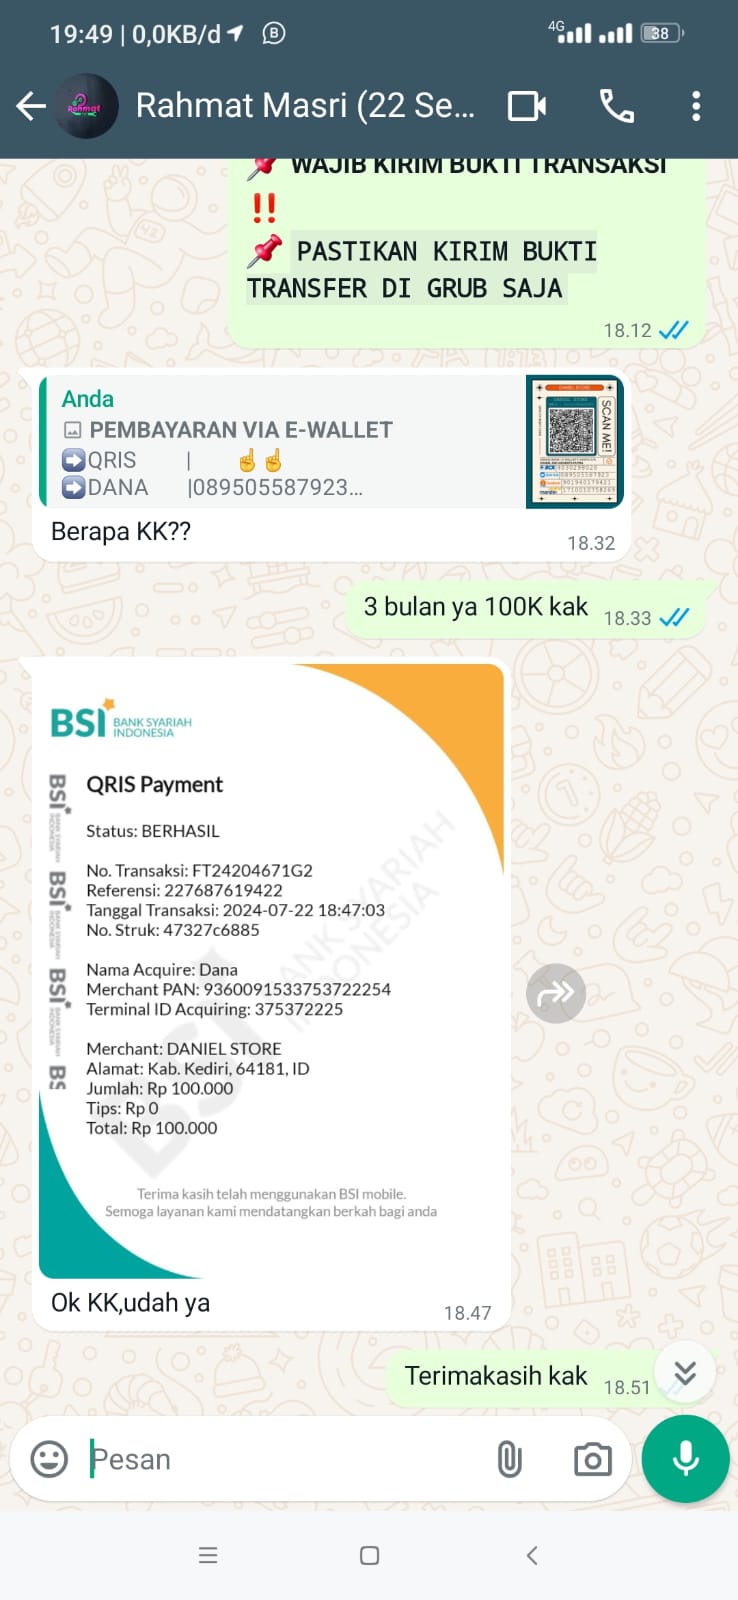 19:49 | 0,0KB/d
4G
38
Rahmat Masri (22 Se...
WAJIB KIRIM BUKTI TRANSAKSI
‼️
📌 PASTIKAN KIRIM BUKTI
TRANSFER DI GRUB SAJA
18.12
Anda
PEMBAYARAN VIA E-WALLET
➡️QRIS | ☝️☝️
➡️DANA |089505587923...
SCAN ME!
Berapa KK??
18.32
3 bulan ya 100K kak
18.33
BSI BANK SYARIAH
INDONESIA
QRIS Payment
Status: BERHASIL
No. Transaksi: FT24204671G2
Referensi: 227687619422
Tanggal Transaksi: 2024-07-22 18:47:03
No. Struk: 47327c6885
Nama Acquire: Dana
Merchant PAN: 9360091533753722254
Terminal ID Acquiring: 375372225
Merchant: DANIEL STORE
Alamat: Kab. Kediri, 64181, ID
Jumlah: Rp 100.000
Tips: Rp 0
Total: Rp 100.000
Terima kasih telah menggunakan BSI mobile.
Semoga layanan kami mendatangkan berkah bagi anda
Ok KK,udah ya
18.47
Terimakasih kak
18.51
Pesan